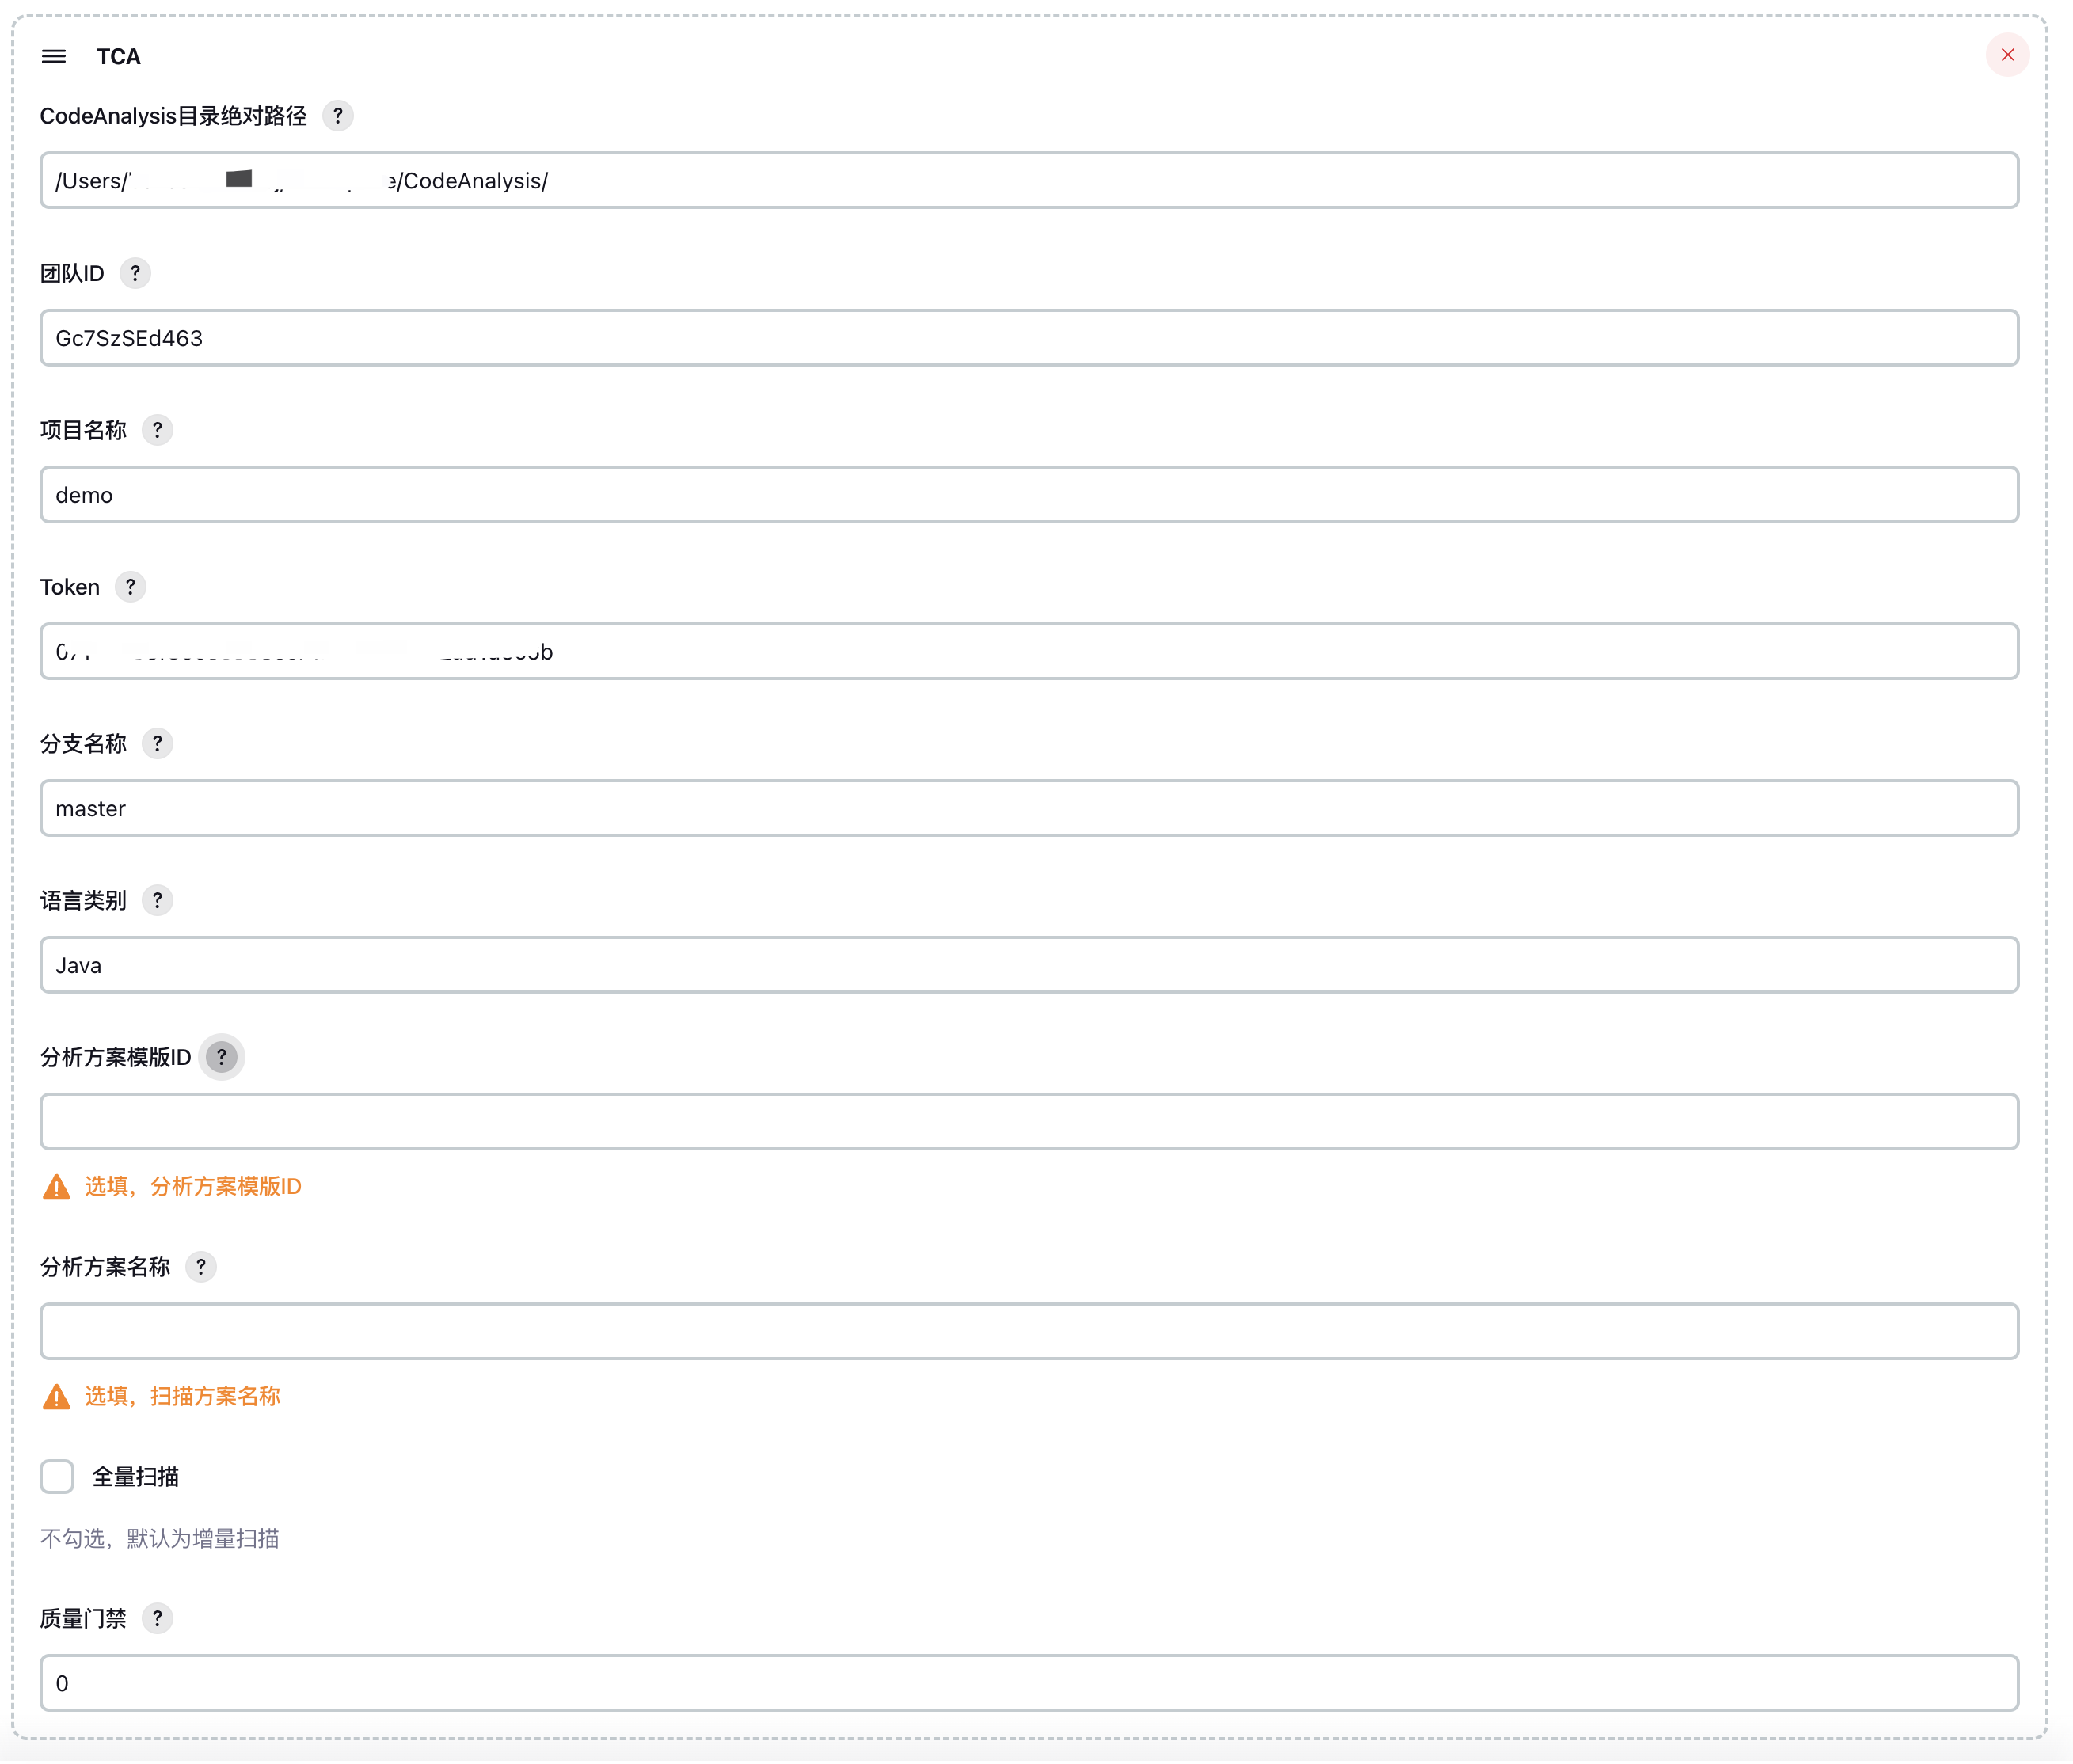 TCA
CodeAnalysis目录绝对路径 ?
/Users/ e/CodeAnalysis/
团队ID ?
Gc7SzSEd463
项目名称 ?
demo
Token ?
分支名称 ?
master
语言类别 ?
Java
分析方案模版ID ?
选填，分析方案模版ID
分析方案名称 ?
选填，扫描方案名称
全量扫描
不勾选，默认为增量扫描
质量门禁 ?
0